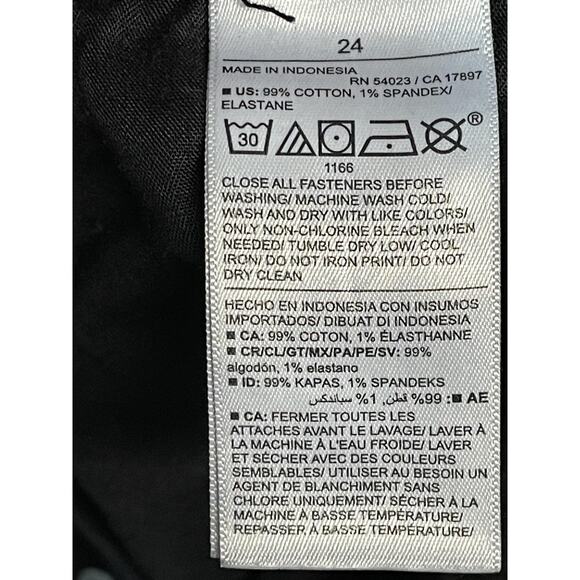 24
MADE IN INDONESIA
RN 54023 / CA 17897
■ US: 99% COTTON, 1% SPANDEX/
ELASTANE
30
®
1166
CLOSE ALL FASTENERS BEFORE
WASHING/ MACHINE WASH COLD/
WASH AND DRY WITH LIKE COLORS/
ONLY NON-CHLORINE BLEACH WHEN
NEEDED/ TUMBLE DRY LOW/ COOL
IRON/ DO NOT IRON PRINT/ DO NOT
DRY CLEAN
HECHO EN INDONESIA CON INSUMOS
IMPORTADOS/ DIBUAT DI INDONESIA
■ CA: 99% COTON, 1% ÉLASTHANNE
■ CR/CL/GT/MX/PA/PE/SV: 99%
algodón, 1% elastano
■ ID: 99% KAPAS, 1% SPANDEKS
■ AE: 99% قطن, 1% سباندكس
■ CA: FERMER TOUTES LES
ATTACHES AVANT LE LAVAGE/ LAVER À
LA MACHINE À L'EAU FROIDE/ LAVER
ET SÉCHER AVEC DES COULEURS
SEMBLABLES/ UTILISER AU BESOIN UN
AGENT DE BLANCHIMENT SANS
CHLORE UNIQUEMENT/ SÉCHER À LA
MACHINE À BASSE TEMPÉRATURE/
REPASSER À BASSE TEMPÉRATURE/